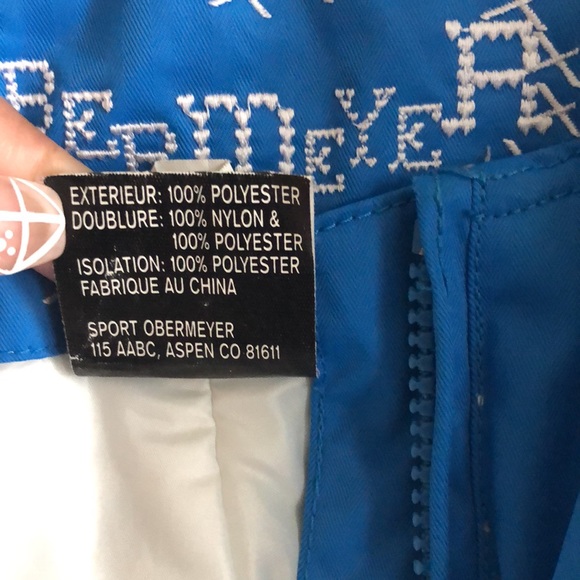 BERMEYER
EXTERIEUR: 100% POLYESTER
DOUBLURE: 100% NYLON &
100% POLYESTER
ISOLATION: 100% POLYESTER
FABRIQUE AU CHINA
SPORT OBERMEYER
115 AABC, ASPEN CO 81611